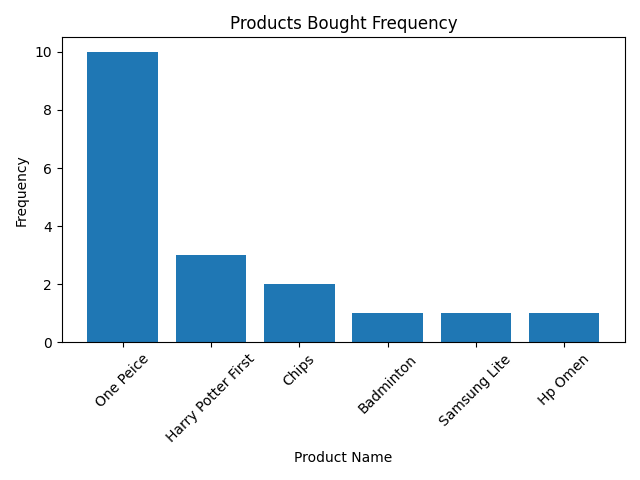 Products Bought Frequency
10
8
6
4
2
0
Frequency
One Peice
Harry Potter First
Chips
Badminton
Samsung Lite
Hp Omen
Product Name